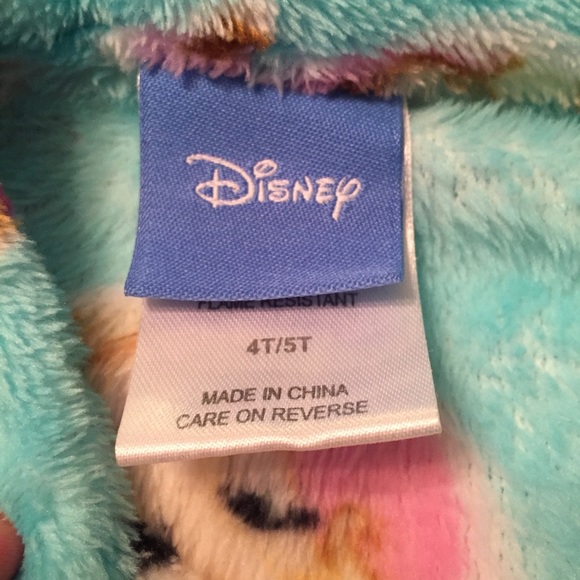 Disney
FLAME RESISTANT
4T/5T
MADE IN CHINA
CARE ON REVERSE